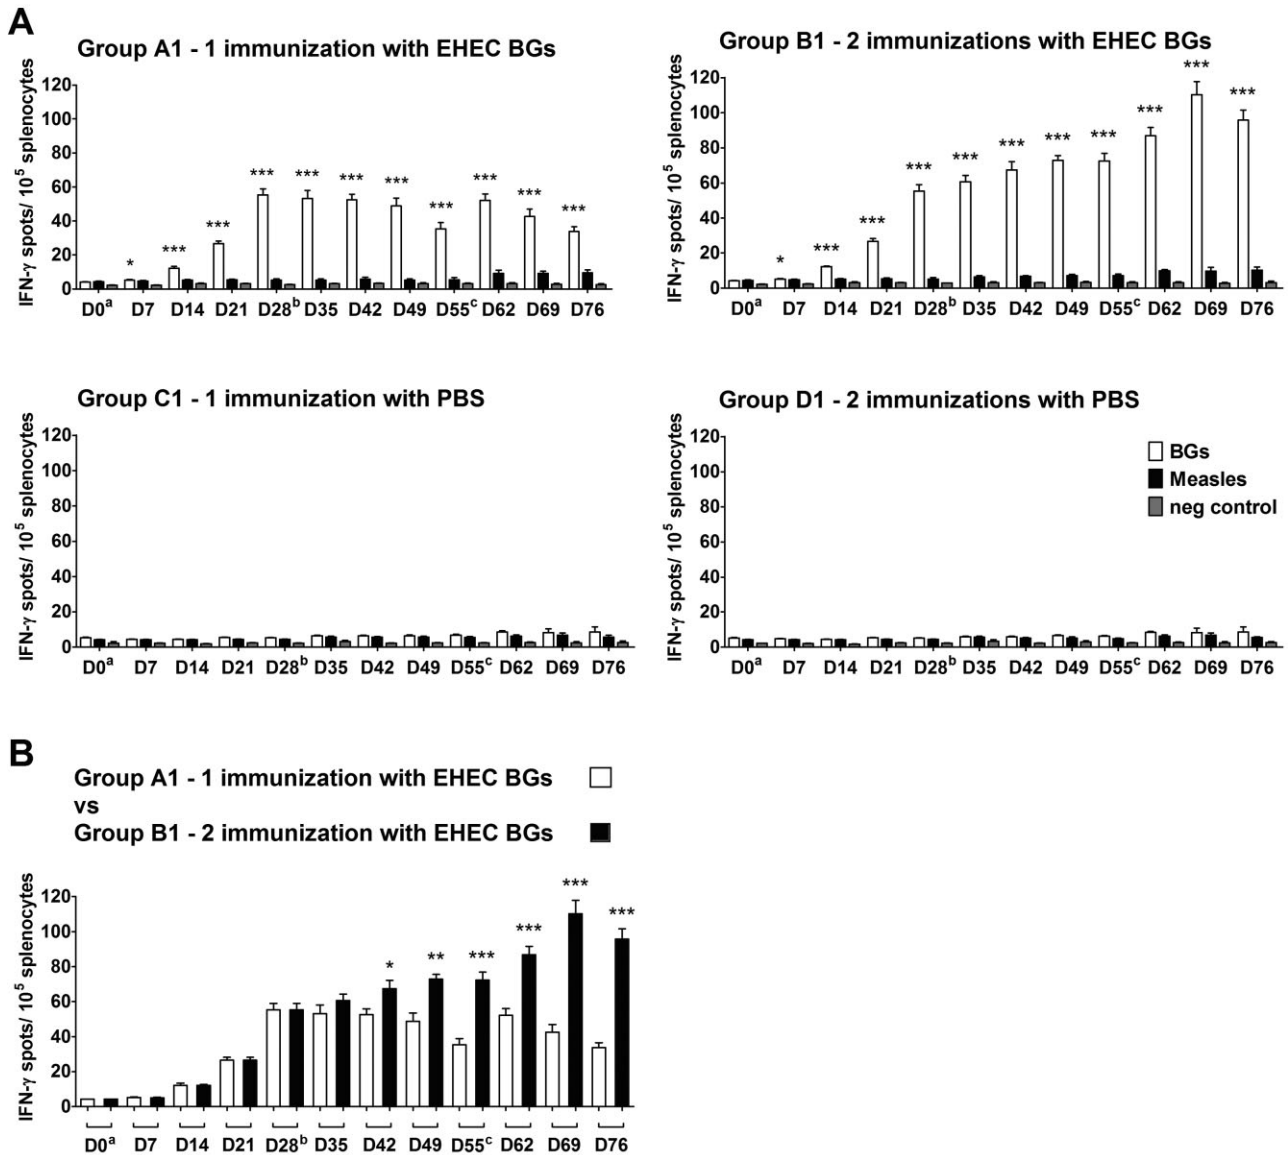 A
Group A1 - 1 immunization with EHEC BGs
IFN-γ spots/ 10⁵ splenocytes
120
100
80
60
40
20
0
* *** *** *** *** *** *** *** *** *** ***
D0ᵃ D7 D14 D21 D28ᵇ D35 D42 D49 D55ᶜ D62 D69 D76
Group B1 - 2 immunizations with EHEC BGs
IFN-γ spots/ 10⁵ splenocytes
120
100
80
60
40
20
0
* *** *** *** *** *** *** *** *** *** ***
D0ᵃ D7 D14 D21 D28ᵇ D35 D42 D49 D55ᶜ D62 D69 D76
Group C1 - 1 immunization with PBS
IFN-γ spots/ 10⁵ splenocytes
120
100
80
60
40
20
0
D0ᵃ D7 D14 D21 D28ᵇ D35 D42 D49 D55ᶜ D62 D69 D76
Group D1 - 2 immunizations with PBS
IFN-γ spots/ 10⁵ splenocytes
120
100
80
60
40
20
0
BGs
Measles
neg control
D0ᵃ D7 D14 D21 D28ᵇ D35 D42 D49 D55ᶜ D62 D69 D76
B
Group A1 - 1 immunization with EHEC BGs
vs
Group B1 - 2 immunization with EHEC BGs
IFN-γ spots/ 10⁵ splenocytes
120
100
80
60
40
20
0
* ** *** *** *** ***
D0ᵃ D7 D14 D21 D28ᵇ D35 D42 D49 D55ᶜ D62 D69 D76